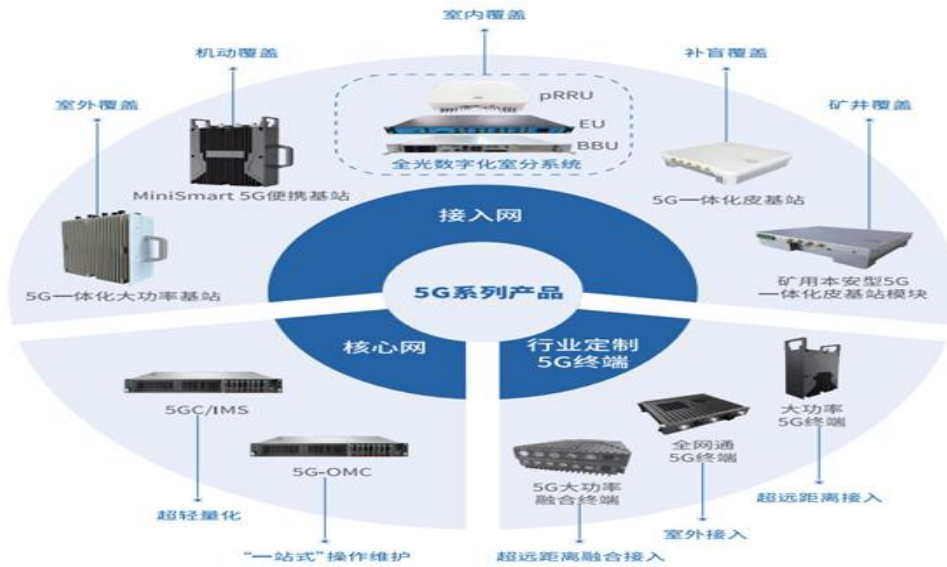 室内覆盖
机动覆盖
补盲覆盖
室外覆盖
矿井覆盖
pRRU
EU
BBU
全光数字化室分系统
MiniSmart 5G便携基站
5G一体化皮基站
接入网
5G一体化大功率基站
矿用本安型5G
一体化皮基站模块
5G系列产品
核心网
行业定制
5G终端
5GC/IMS
5G-OMC
大功率
5G终端
全网通
5G终端
5G大功率
融合终端
超轻量化
“一站式”操作维护
超远距离接入
室外接入
超远距离融合接入